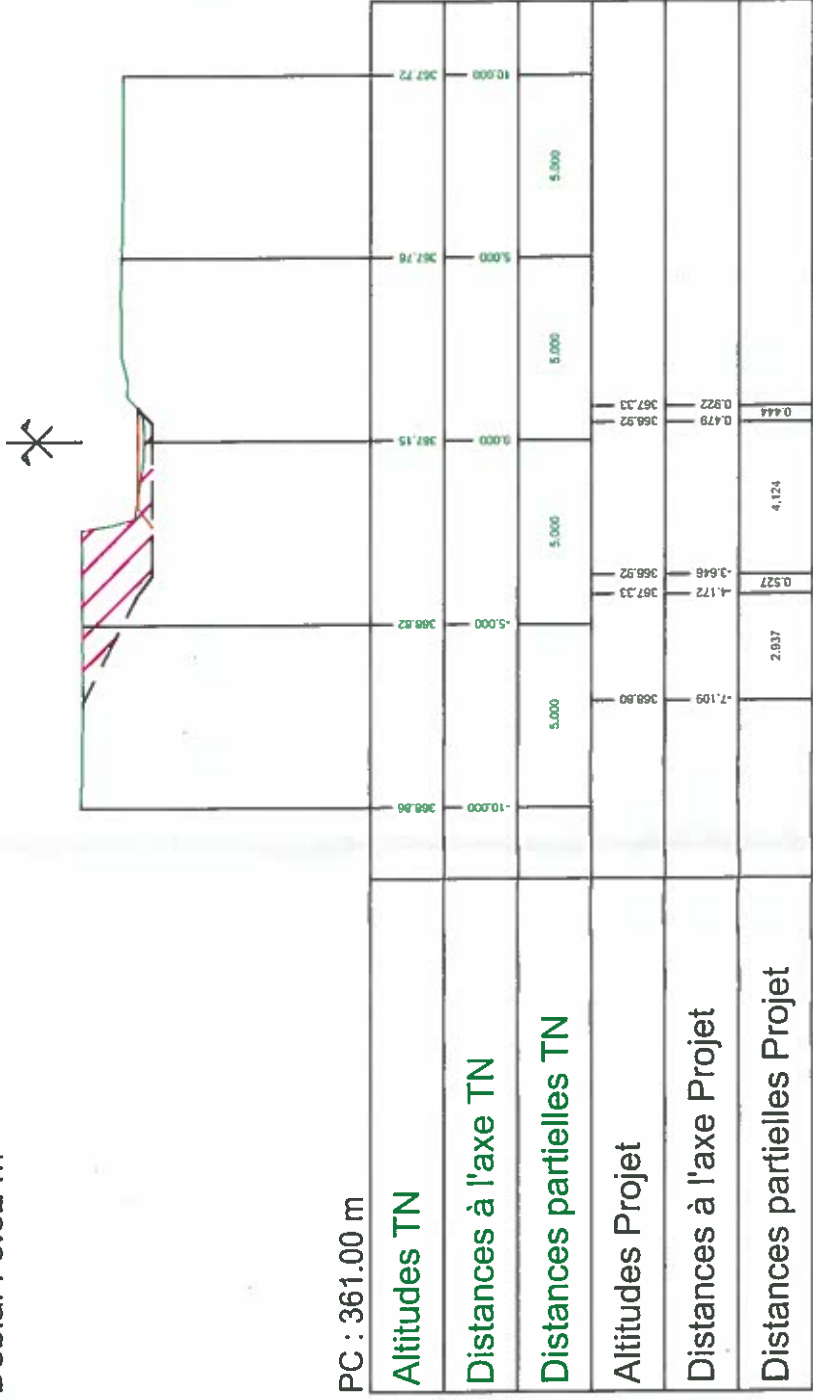 PC : 361.00 m
Altitudes TN
368.86 368.82 367.15 367.78 367.72
Distances à l'axe TN
-10.000 -5.000 0.000 5.000 10.000
Distances partielles TN
5.000 5.000 5.000 5.000
Altitudes Projet
368.80 367.33 366.92 366.92 367.33
Distances à l'axe Projet
-7.109 -4.172 -3.646 0.479 0.922
Distances partielles Projet
2.937 0.527 4.124 0.444